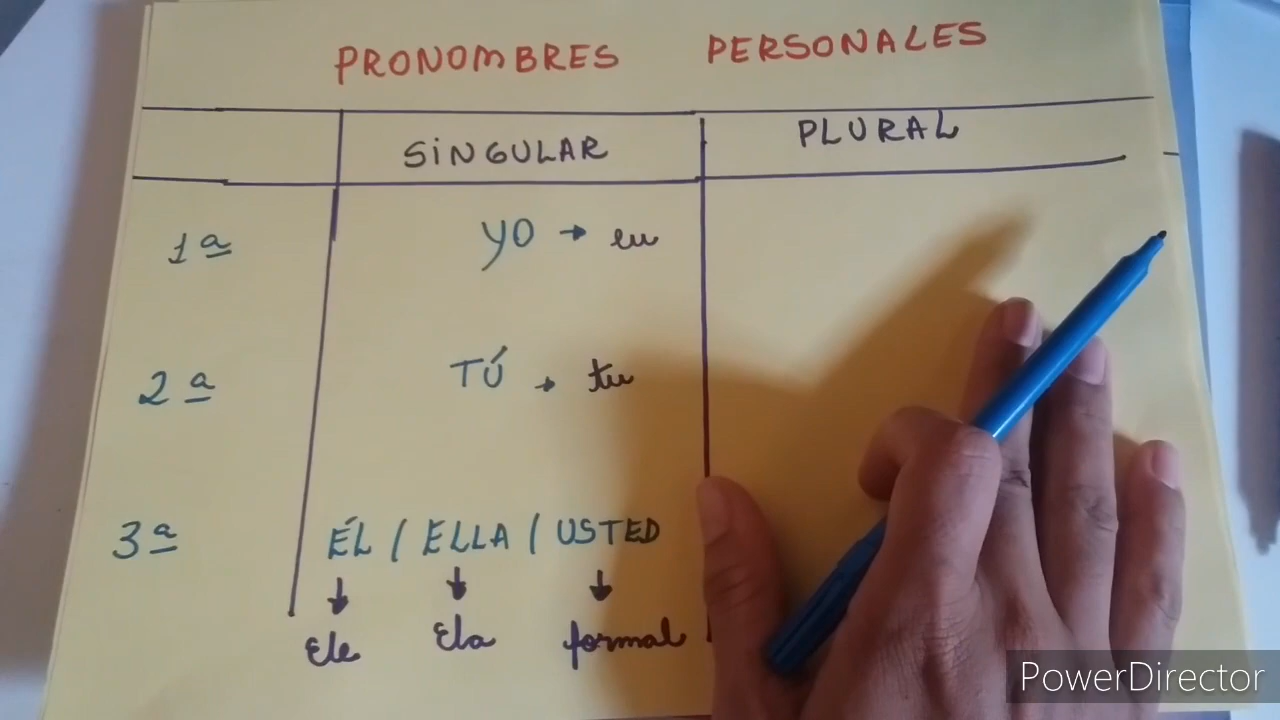 PRONOMBRES PERSONALES
SINGULAR PLURAL
1ª YO → eu
2ª TÚ → tu
3ª ÉL / ELLA / USTED
↓ ↓ ↓
Ele Ela formal
PowerDirector